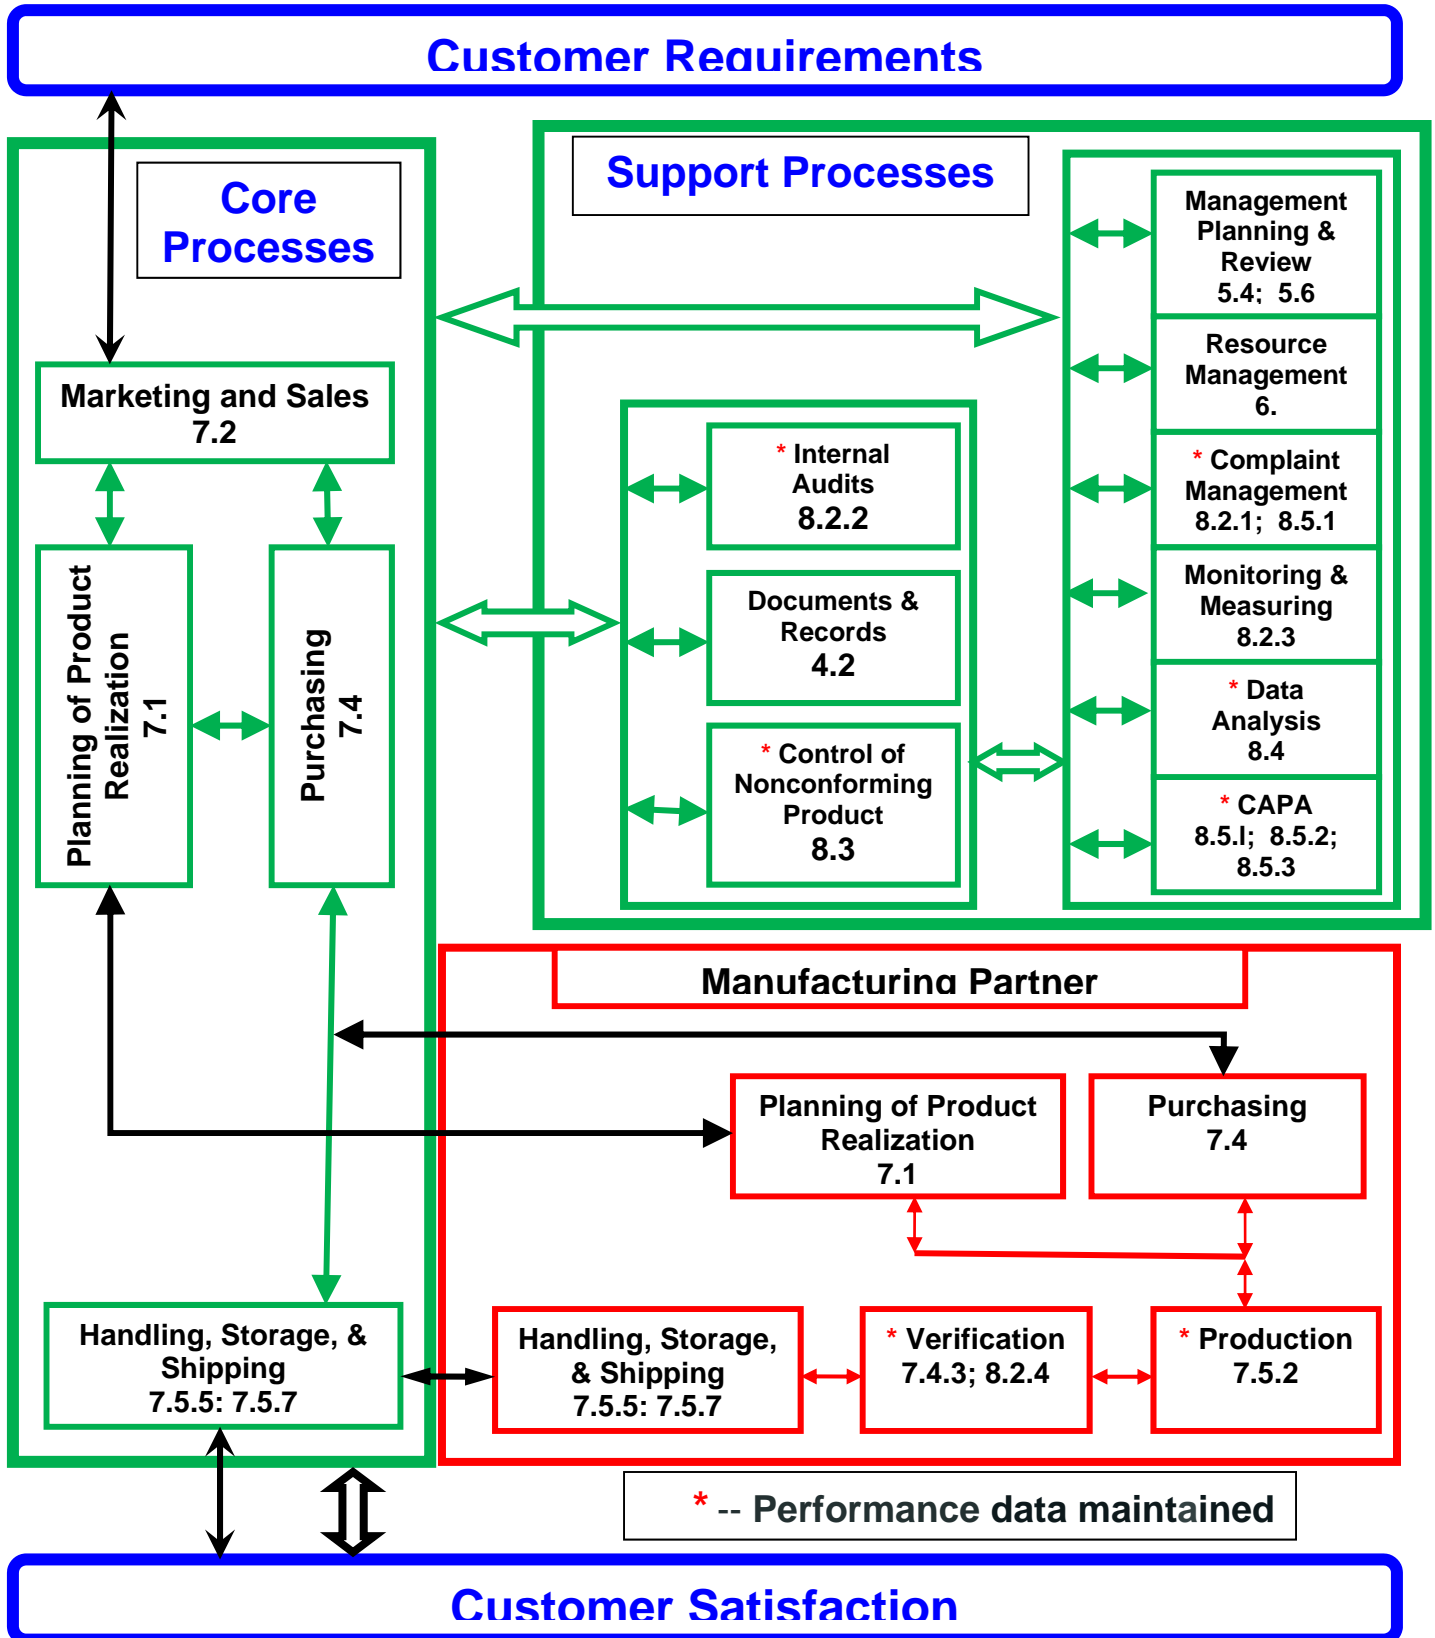 Customer Requirements
Core
Processes
Marketing and Sales
7.2
Planning of Product
Realization
7.1
Purchasing
7.4
Handling, Storage, &
Shipping
7.5.5: 7.5.7
Support Processes
* Internal
Audits
8.2.2
Documents &
Records
4.2
* Control of
Nonconforming
Product
8.3
Management
Planning &
Review
5.4; 5.6
Resource
Management
6.
* Complaint
Management
8.2.1; 8.5.1
Monitoring &
Measuring
8.2.3
* Data
Analysis
8.4
* CAPA
8.5.l; 8.5.2;
8.5.3
Manufacturing Partner
Planning of Product
Realization
7.1
Purchasing
7.4
Handling, Storage,
& Shipping
7.5.5: 7.5.7
* Verification
7.4.3; 8.2.4
* Production
7.5.2
* -- Performance data maintained
Customer Satisfaction